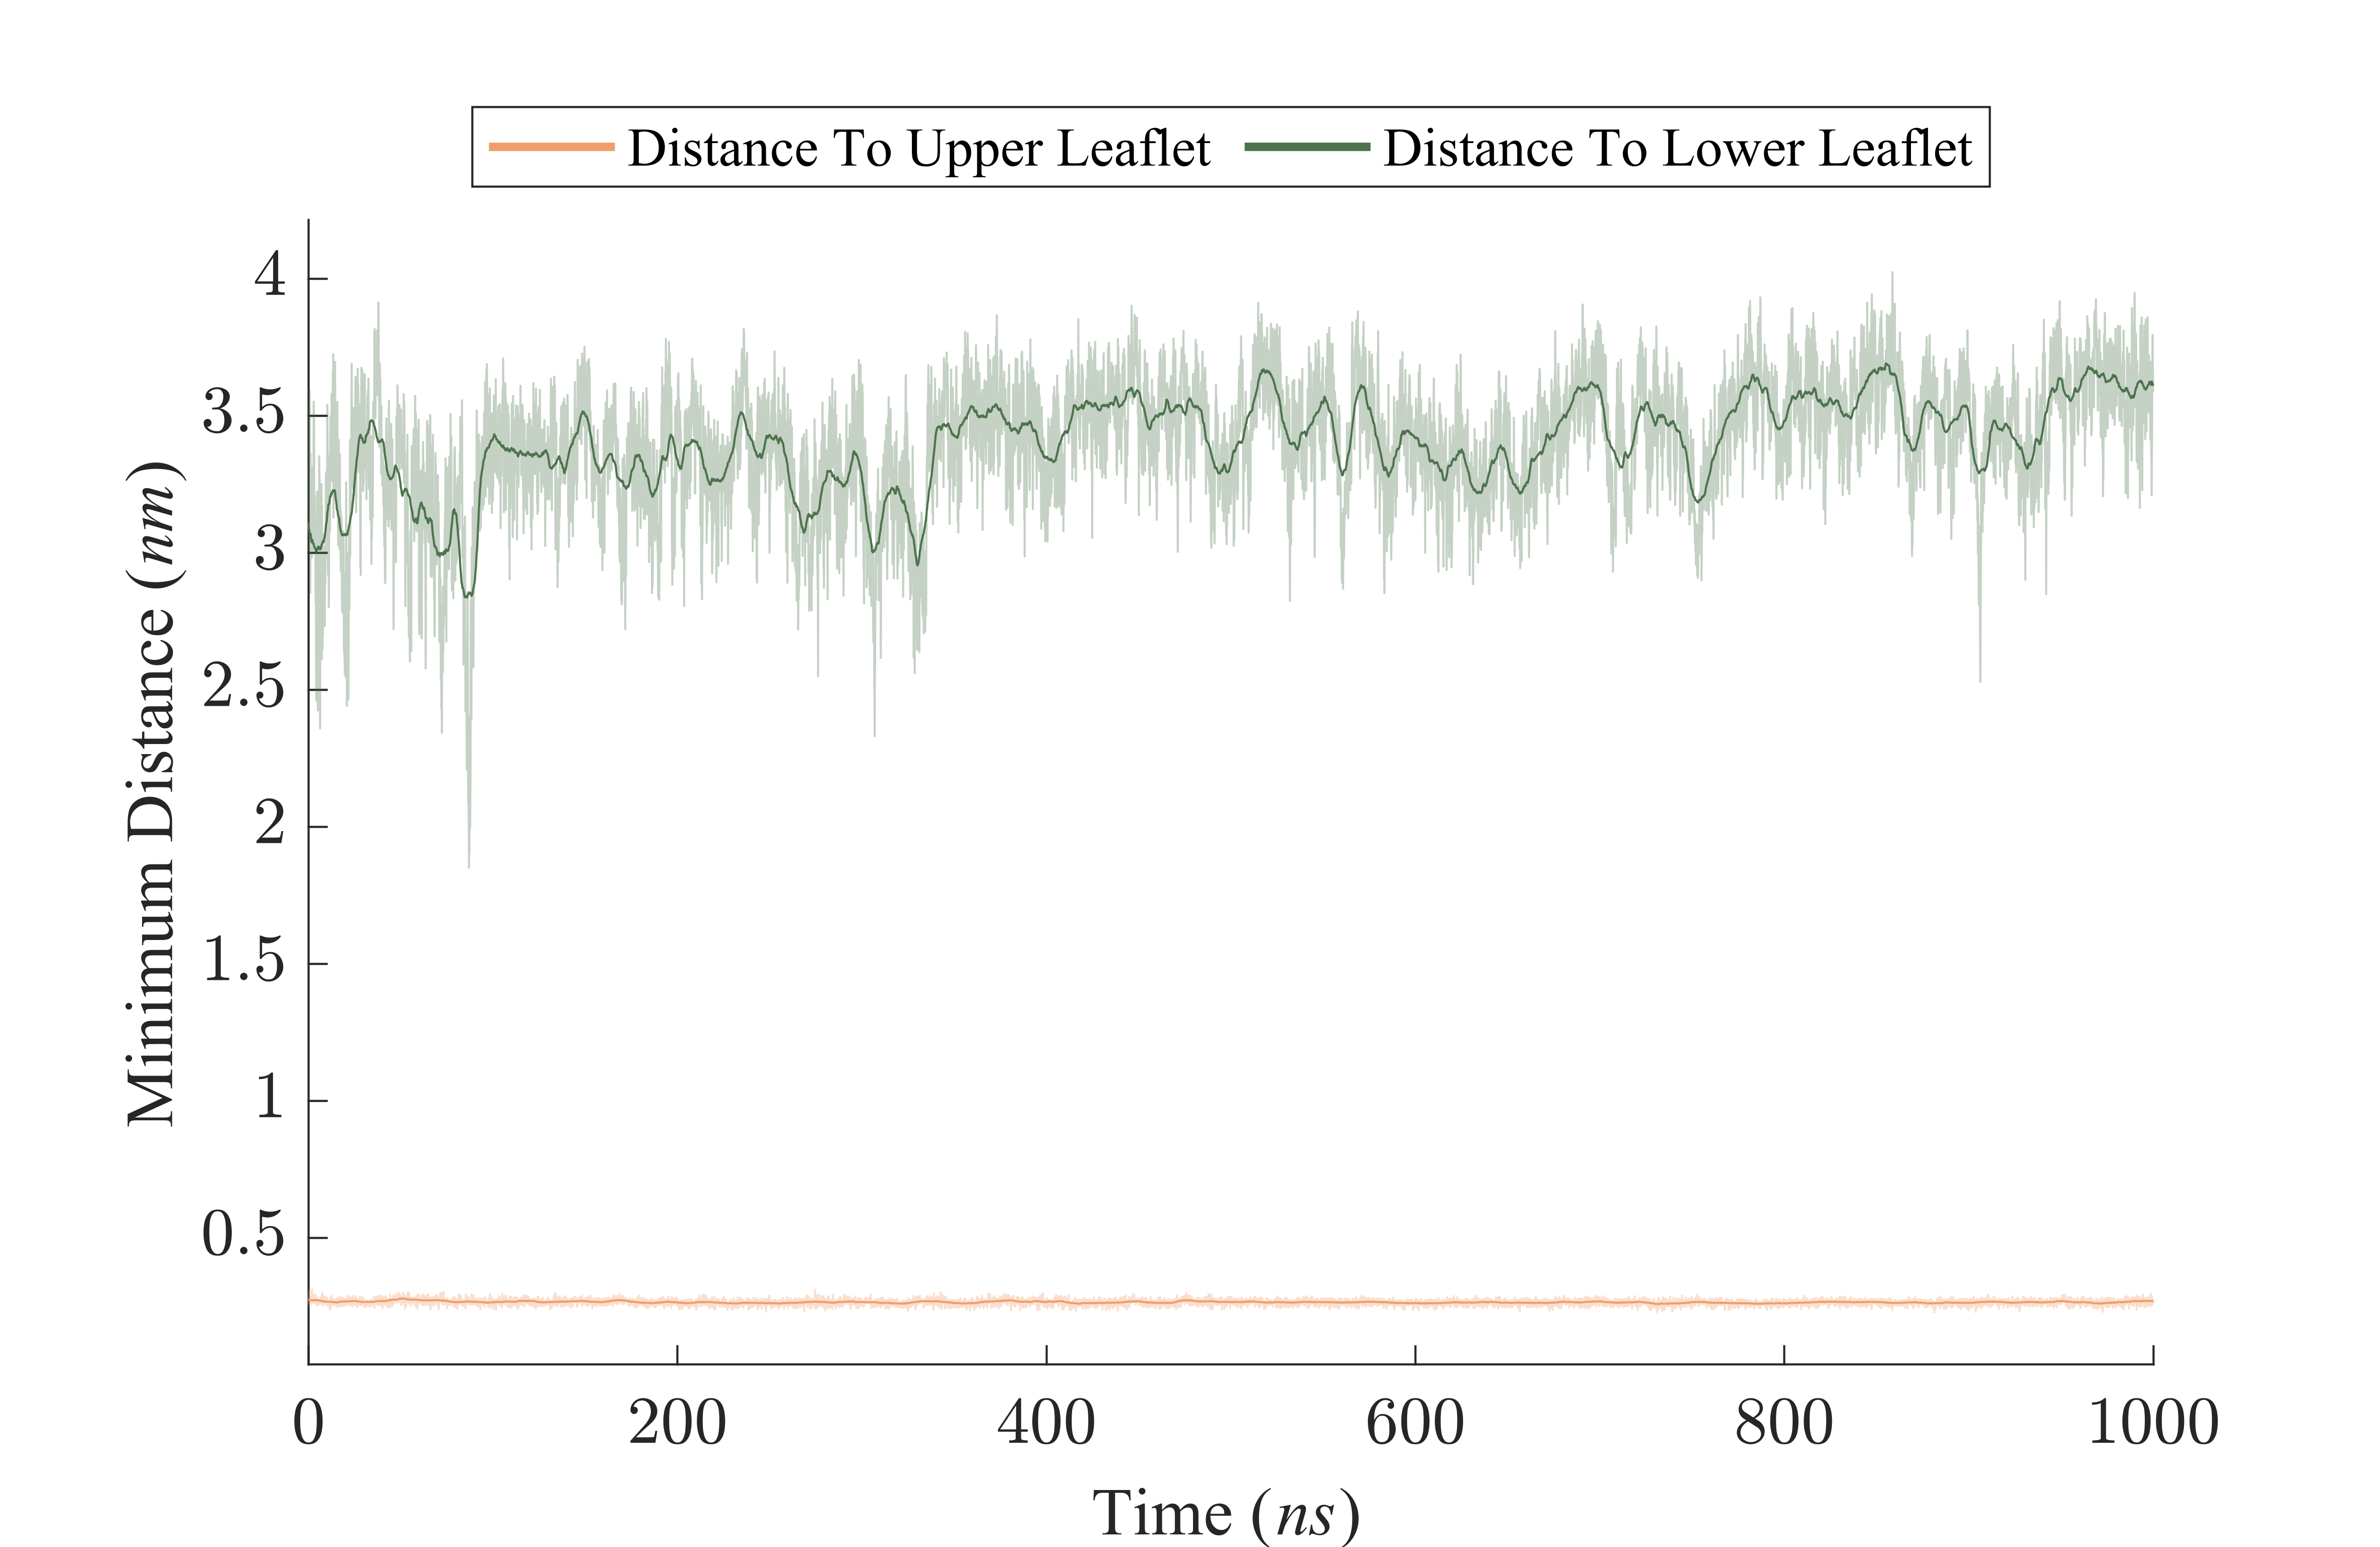 Distance To Upper Leaflet Distance To Lower Leaflet
4
3.5
3
2.5
2
1.5
1
0.5
Minimum Distance (nm)
0 200 400 600 800 1000
Time (ns)